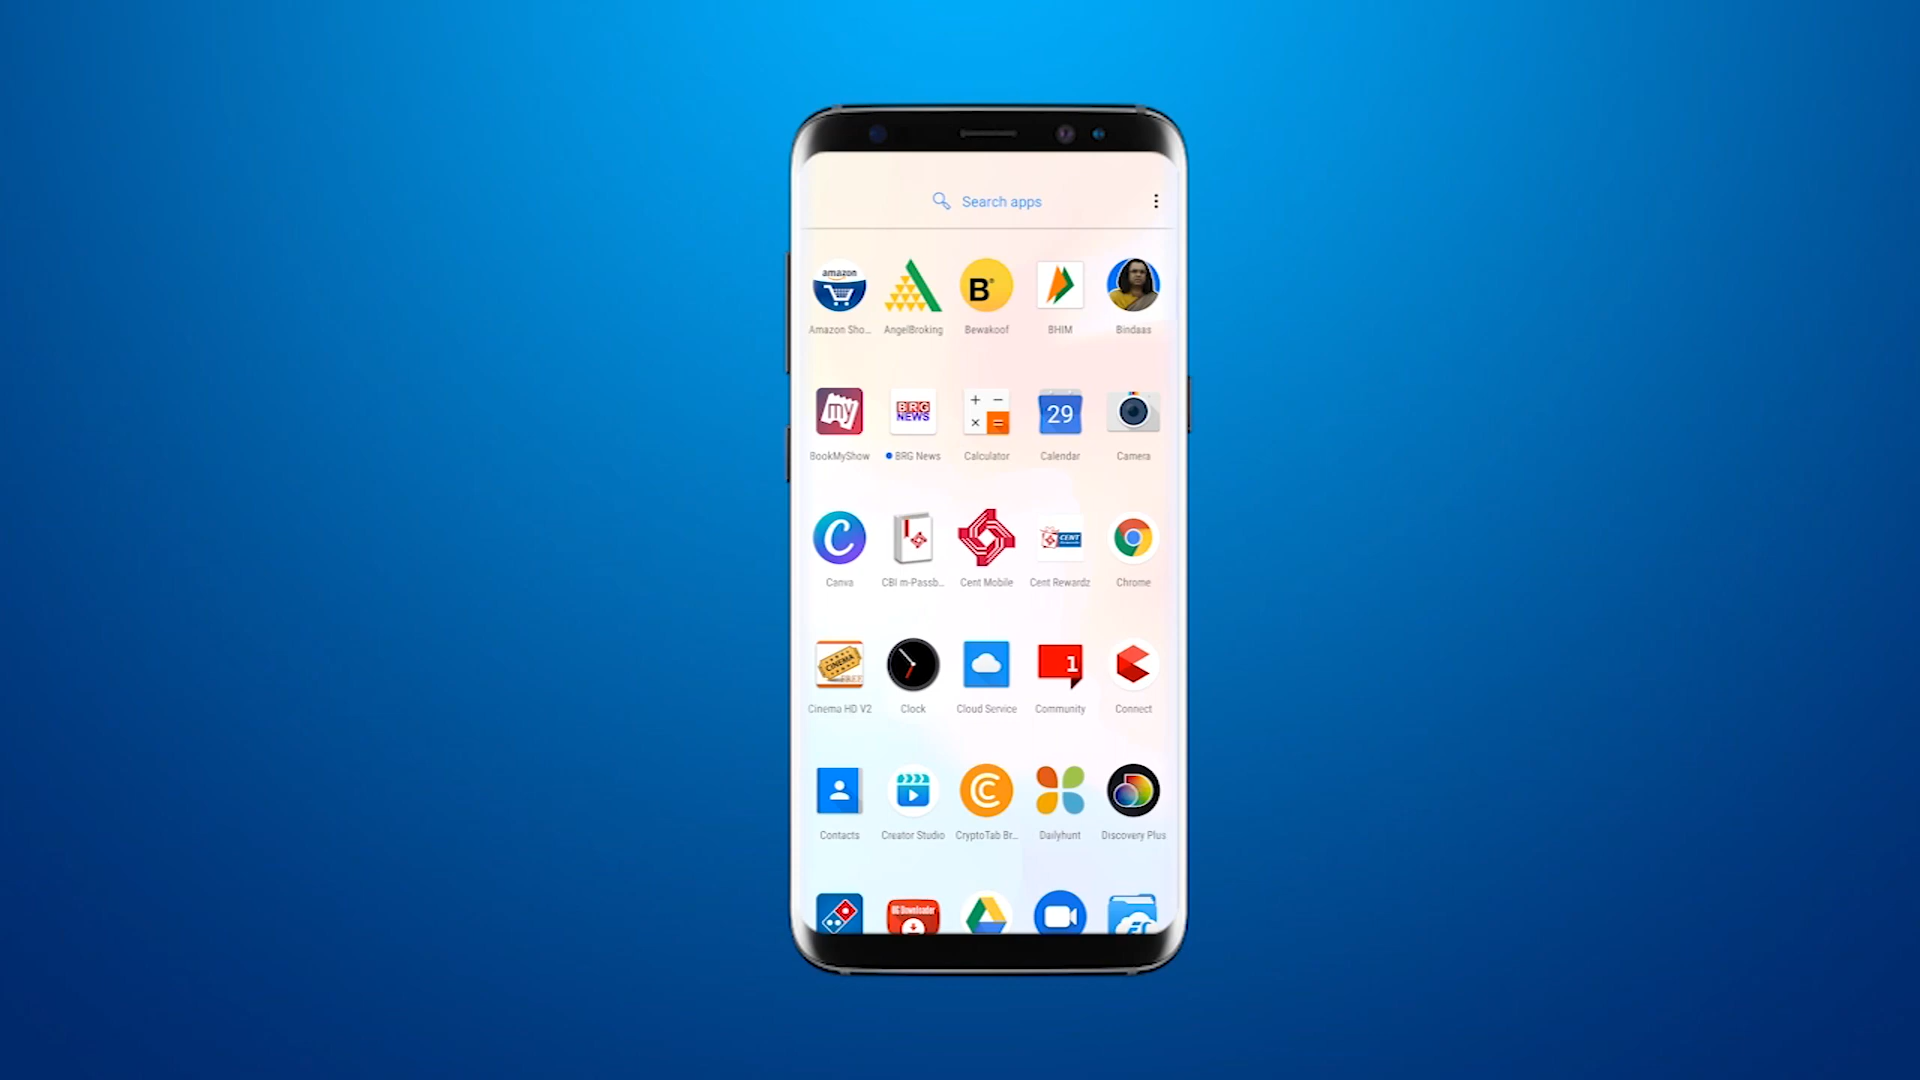 Search apps
amazon
B
Amazon Sho...
AngelBroking
Bewakoof
BHIM
Bindaas
my
BRG
NEWS
+ −
× =
29
BookMyShow
BRG News
Calculator
Calendar
Camera
C
CENT
Canva
CBI m-Passb...
Cent Mobile
Cent Rewardz
Chrome
CINEMA
FREE
1
Cinema HD V2
Clock
Cloud Service
Community
Connect
Contacts
Creator Studio
CryptoTab Br...
Dailyhunt
Discovery Plus